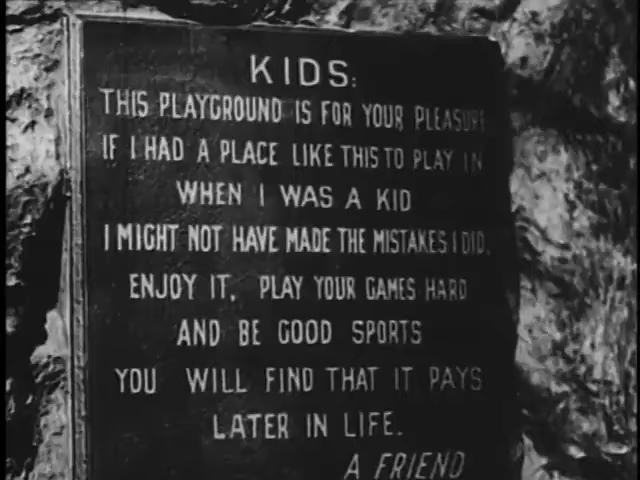 KIDS:
THIS PLAYGROUND IS FOR YOUR PLEASURE
IF I HAD A PLACE LIKE THIS TO PLAY IN
WHEN I WAS A KID
I MIGHT NOT HAVE MADE THE MISTAKES I DID.
ENJOY IT. PLAY YOUR GAMES HARD
AND BE GOOD SPORTS
YOU WILL FIND THAT IT PAYS
LATER IN LIFE.
A FRIEND